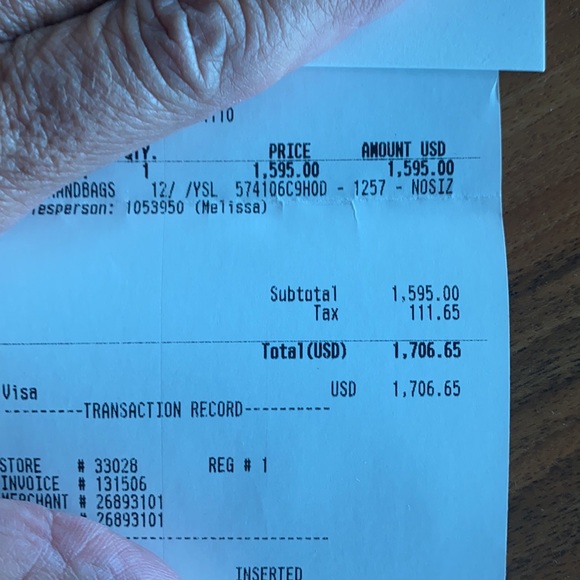 QTY. PRICE AMOUNT USD
1 1,595.00 1,595.00
HANDBAGS 12/ /YSL 574106C9H0D - 1257 - NOSIZ
lesperson: 1053950 (Melissa)
Subtotal 1,595.00
Tax 111.65
Total(USD) 1,706.65
Visa USD 1,706.65
---------TRANSACTION RECORD----------
STORE # 33028 REG # 1
INVOICE # 131506
MERCHANT # 26893101
# 26893101
INSERTED